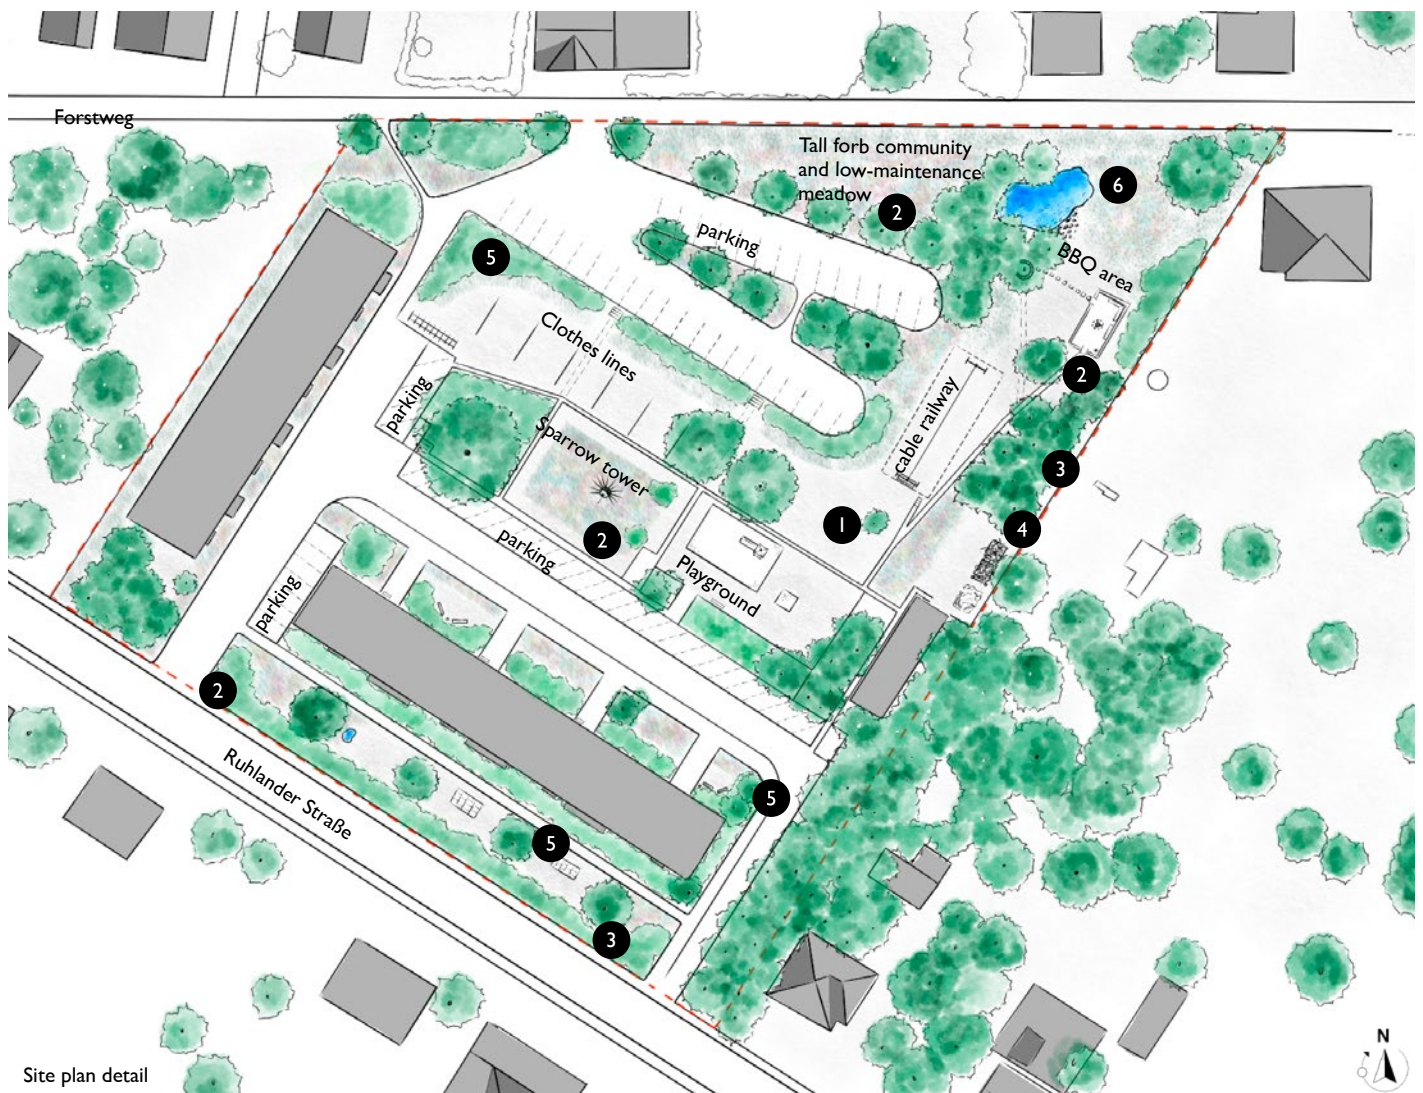 Forstweg
Tall forb community
and low-maintenance
meadow
2
6
parking
BBQ area
5
Clothes lines
parking
cable railway
2
Sparrow tower
3
1
4
2
parking
Playground
parking
2
Ruhlander Straße
5
5
3
N
Site plan detail